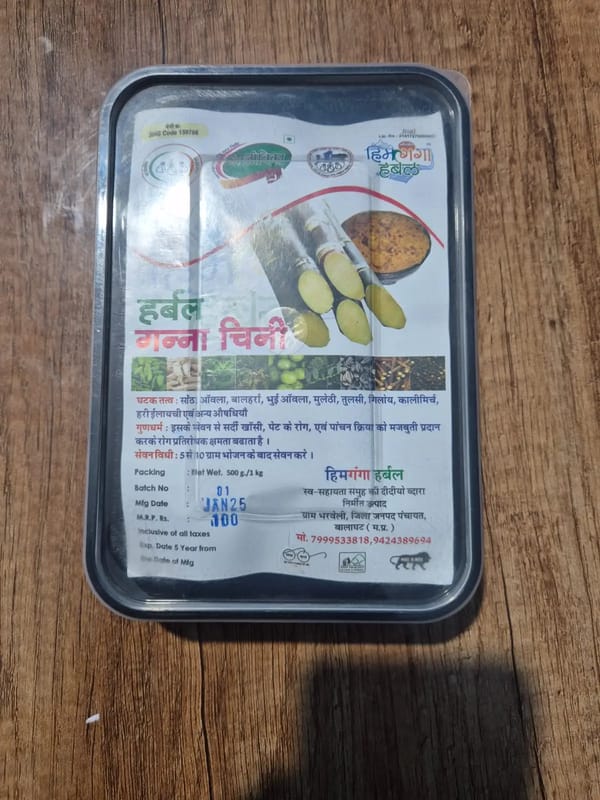 हिमगंगा
हर्बल
हर्बल
गन्ना चिनी
घटक तत्व : सोंठ, आँवला, बालहर्रा, भुई आँवला, मुलेठी, तुलसी, गिलोय, कालीमिर्च,
हरी ईलायची एवं अन्य औषधियाँ
गुणधर्म : इसके सेवन से सर्दी खाँसी, पेट के रोग, एवं पांचन क्रिया को मजबुती प्रदान
करके रोग प्रतिरोधक क्षमता बढाता है ।
सेवन विधी : 5 से 10 ग्राम भोजन के बाद सेवन करे ।
Packing : Net Wet. 500 g./1 kg
Batch No : 01
Mfg Date : JAN 25
M.R.P. Rs. : 100
Inclusive of all taxes
Exp. Date 5 Year from
the Date of Mfg
हिमगंगा हर्बल
स्व-सहायता समुह की दीदीयो व्दारा
निर्मीत उत्पाद
ग्राम भरवेली, जिला जनपद पंचायत,
बालाघाट ( म.प्र. )
मो. 7999533818,9424389694